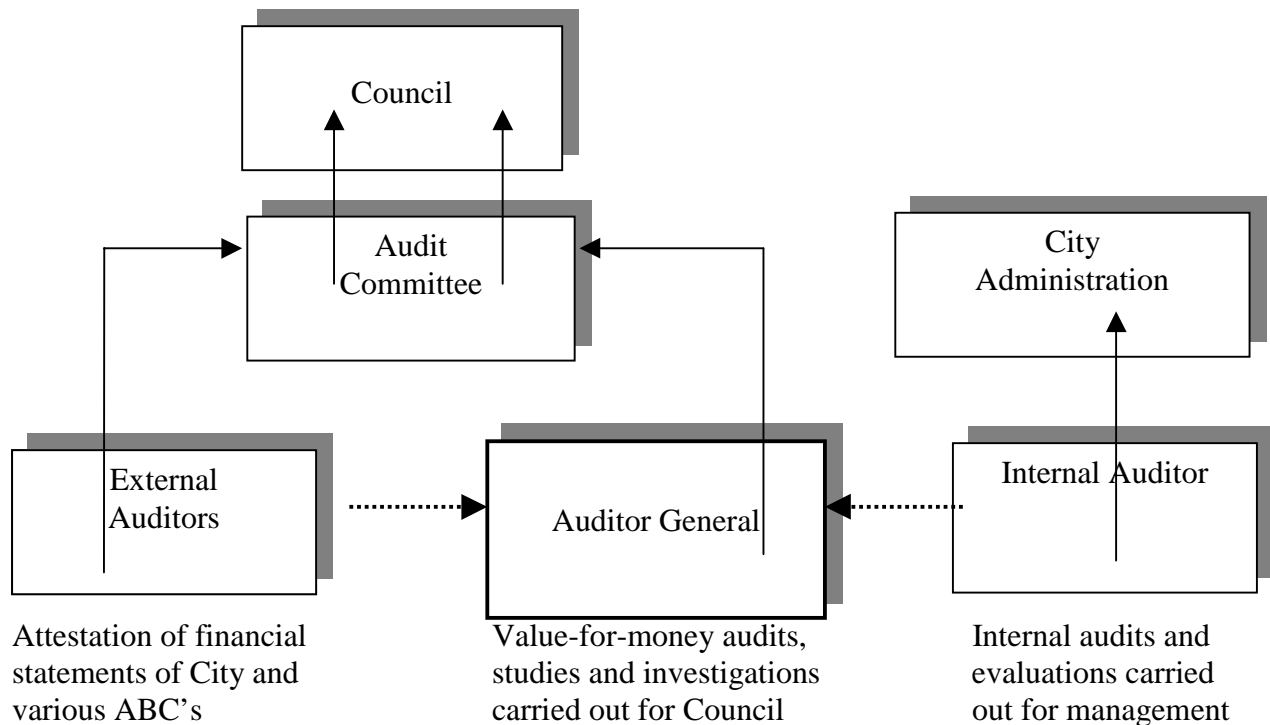 Council
Audit
Committee
City
Administration
External
Auditors
Auditor General
Internal Auditor
Attestation of financial
statements of City and
various ABC's
Value-for-money audits,
studies and investigations
carried out for Council
Internal audits and
evaluations carried
out for management